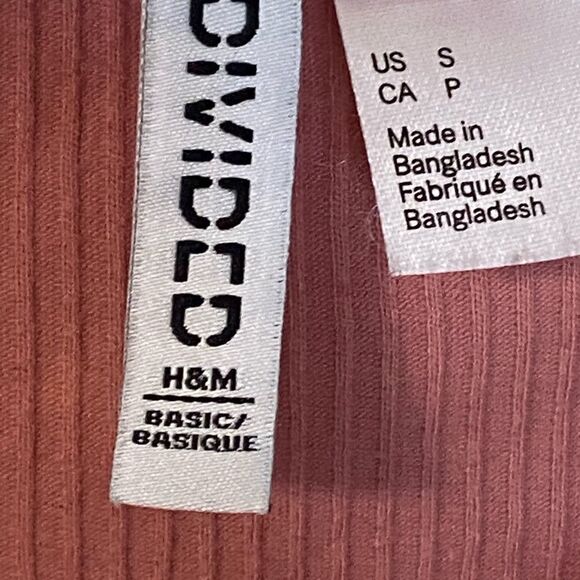 DIVIDED
H&M
BASIC/
BASIQUE
US S
CA P
Made in
Bangladesh
Fabriqué en
Bangladesh